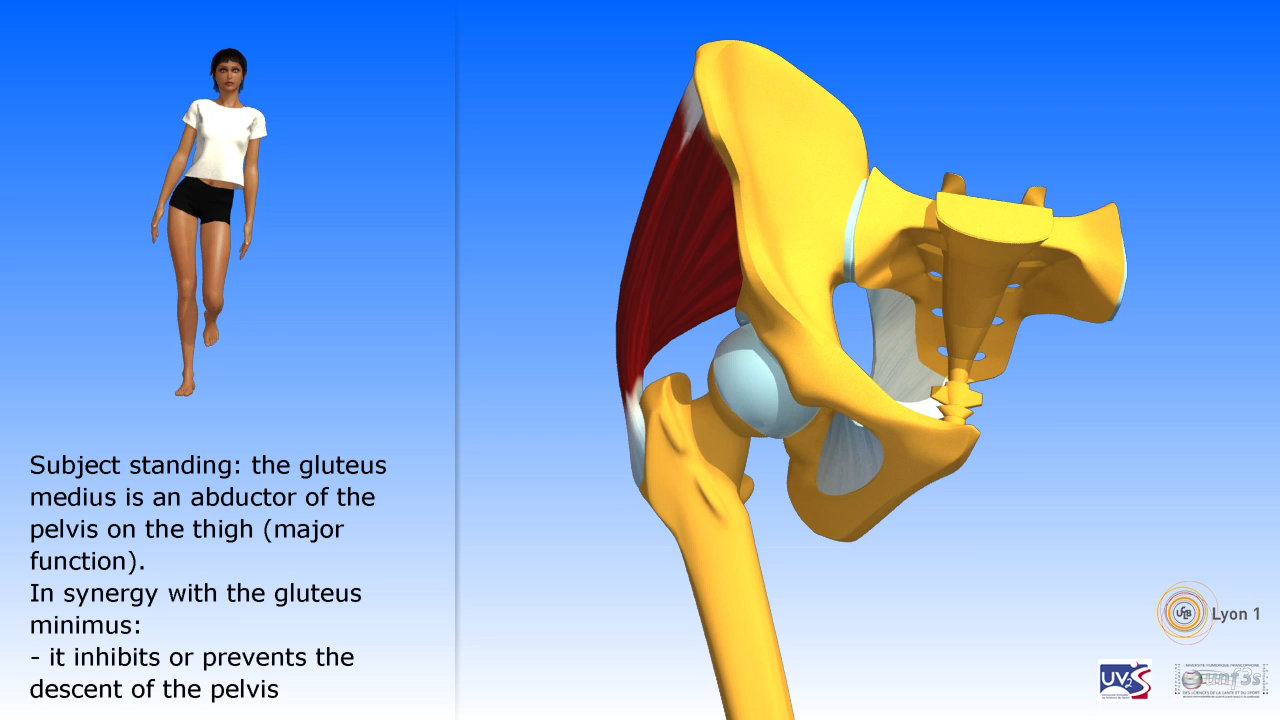 Subject standing: the gluteus
medius is an abductor of the
pelvis on the thigh (major
function).
In synergy with the gluteus
minimus:
- it inhibits or prevents the
descent of the pelvis
Lyon 1
UV2S
unf3s